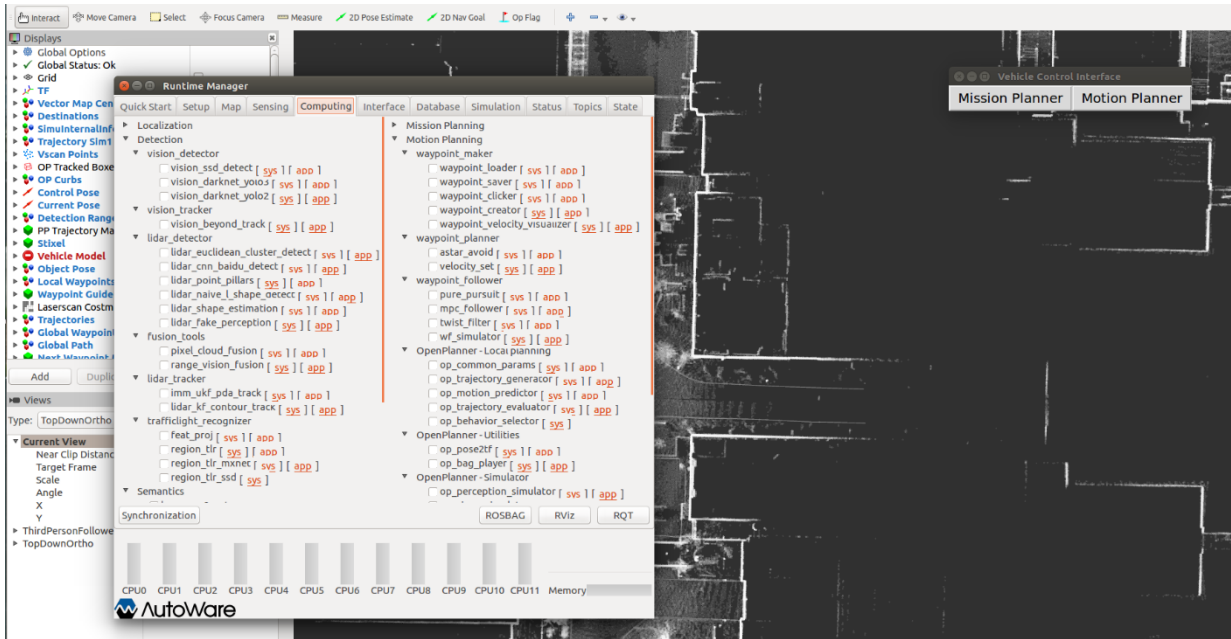 Interact Move Camera Select Focus Camera Measure 2D Pose Estimate 2D Nav Goal Op Flag
Displays
Global Options
Global Status: Ok
Grid
TF
Vector Map Cen
Destinations
SimuInternalInf
Trajectory Sim1
Vscan Points
OP Tracked Boxe
OP Curbs
Control Pose
Current Pose
Detection Range
PP Trajectory Ma
Stixel
Vehicle Model
Object Pose
Local Waypoints
Waypoint Guide
Laserscan Costm
Trajectories
Global Waypoint
Global Path
Next Waypoint
Add Duplic
Views
Type: TopDownOrtho
Current View
Near Clip Distanc
Target Frame
Scale
Angle
X
Y
ThirdPersonFollowe
TopDownOrtho
Runtime Manager
Quick Start Setup Map Sensing Computing Interface Database Simulation Status Topics State
Localization
Detection
vision_detector
vision_ssd_detect [ sys ] [ app ]
vision_darknet_yolo3 [ sys ] [ app ]
vision_darknet_yolo2 [ sys ] [ app ]
vision_tracker
vision_beyond_track [ sys ] [ app ]
lidar_detector
lidar_euclidean_cluster_detect [ sys ] [ app ]
lidar_cnn_baidu_detect [ sys ] [ app ]
lidar_point_pillars [ sys ] [ app ]
lidar_naive_l_shape_detect [ sys ] [ app ]
lidar_shape_estimation [ sys ] [ app ]
lidar_fake_perception [ sys ] [ app ]
fusion_tools
pixel_cloud_fusion [ sys ] [ app ]
range_vision_fusion [ sys ] [ app ]
lidar_tracker
imm_ukf_pda_track [ sys ] [ app ]
lidar_kf_contour_track [ sys ] [ app ]
trafficlight_recognizer
feat_proj [ sys ] [ app ]
region_tlr [ sys ] [ app ]
region_tlr_mxnet [ sys ] [ app ]
region_tlr_ssd [ sys ]
Semantics
Mission Planning
Motion Planning
waypoint_maker
waypoint_loader [ sys ] [ app ]
waypoint_saver [ sys ] [ app ]
waypoint_clicker [ sys ] [ app ]
waypoint_creator [ sys ] [ app ]
waypoint_velocity_visualizer [ sys ] [ app ]
waypoint_planner
astar_avoid [ sys ] [ app ]
velocity_set [ sys ] [ app ]
waypoint_follower
pure_pursuit [ sys ] [ app ]
mpc_follower [ sys ] [ app ]
twist_filter [ sys ] [ app ]
wf_simulator [ sys ] [ app ]
OpenPlanner - Local planning
op_common_params [ sys ] [ app ]
op_trajectory_generator [ sys ] [ app ]
op_motion_predictor [ sys ] [ app ]
op_trajectory_evaluator [ sys ] [ app ]
op_behavior_selector [ sys ]
OpenPlanner - Utilities
op_pose2tf [ sys ] [ app ]
op_bag_player [ sys ] [ app ]
OpenPlanner - Simulator
op_perception_simulator [ sys ] [ app ]
Synchronization ROSBAG RViz RQT
CPU0 CPU1 CPU2 CPU3 CPU4 CPU5 CPU6 CPU7 CPU8 CPU9 CPU10 CPU11 Memory
AutoWare
Vehicle Control Interface
Mission Planner Motion Planner